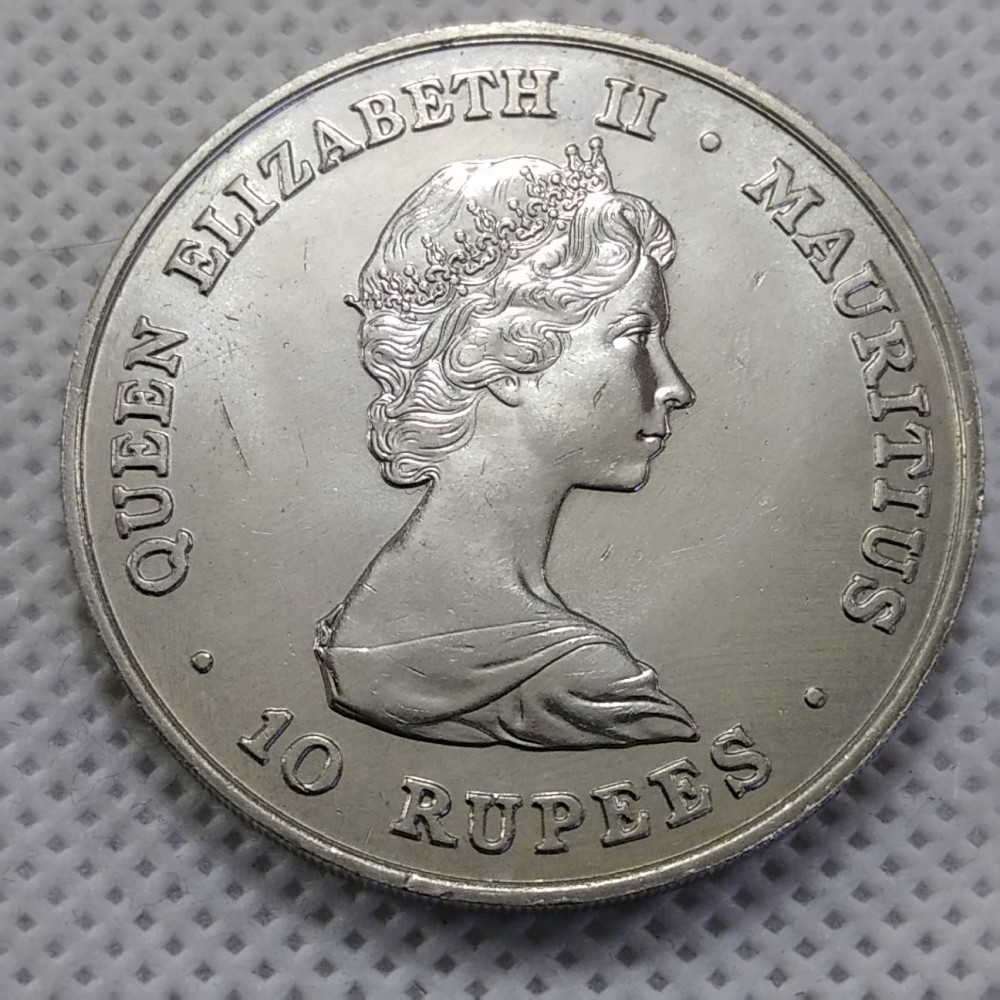 QUEEN ELIZABETH II · MAURITIUS ·
10 RUPEES ·